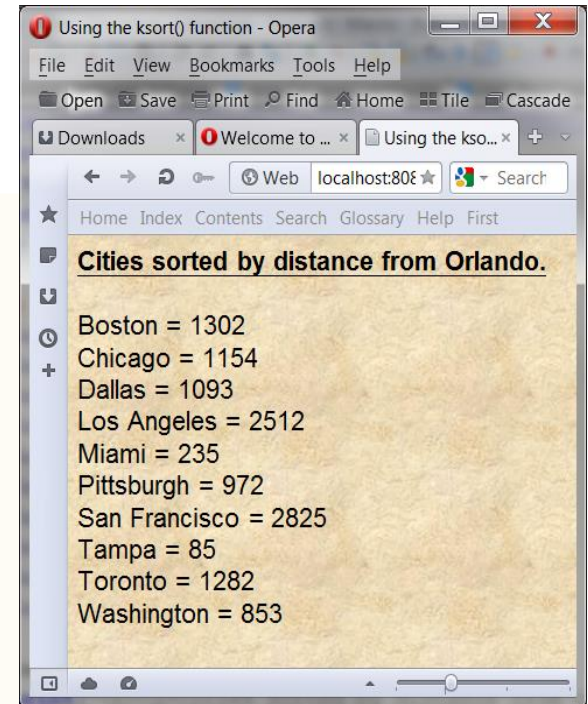 Using the ksort() function - Opera
File Edit View Bookmarks Tools Help
Open Save Print Find Home Tile Cascade
Downloads × Welcome to ... × Using the kso... ×
Web localhost:808 Search
Home Index Contents Search Glossary Help First
Cities sorted by distance from Orlando.
Boston = 1302
Chicago = 1154
Dallas = 1093
Los Angeles = 2512
Miami = 235
Pittsburgh = 972
San Francisco = 2825
Tampa = 85
Toronto = 1282
Washington = 853